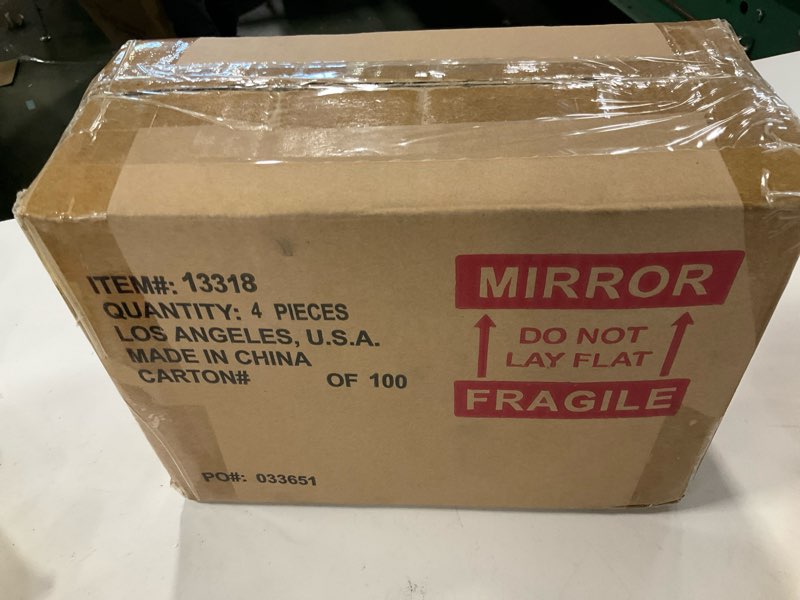 ITEM#: 13318
QUANTITY: 4 PIECES
LOS ANGELES, U.S.A.
MADE IN CHINA
CARTON# OF 100
PO#: 033651
MIRROR
DO NOT
LAY FLAT
FRAGILE